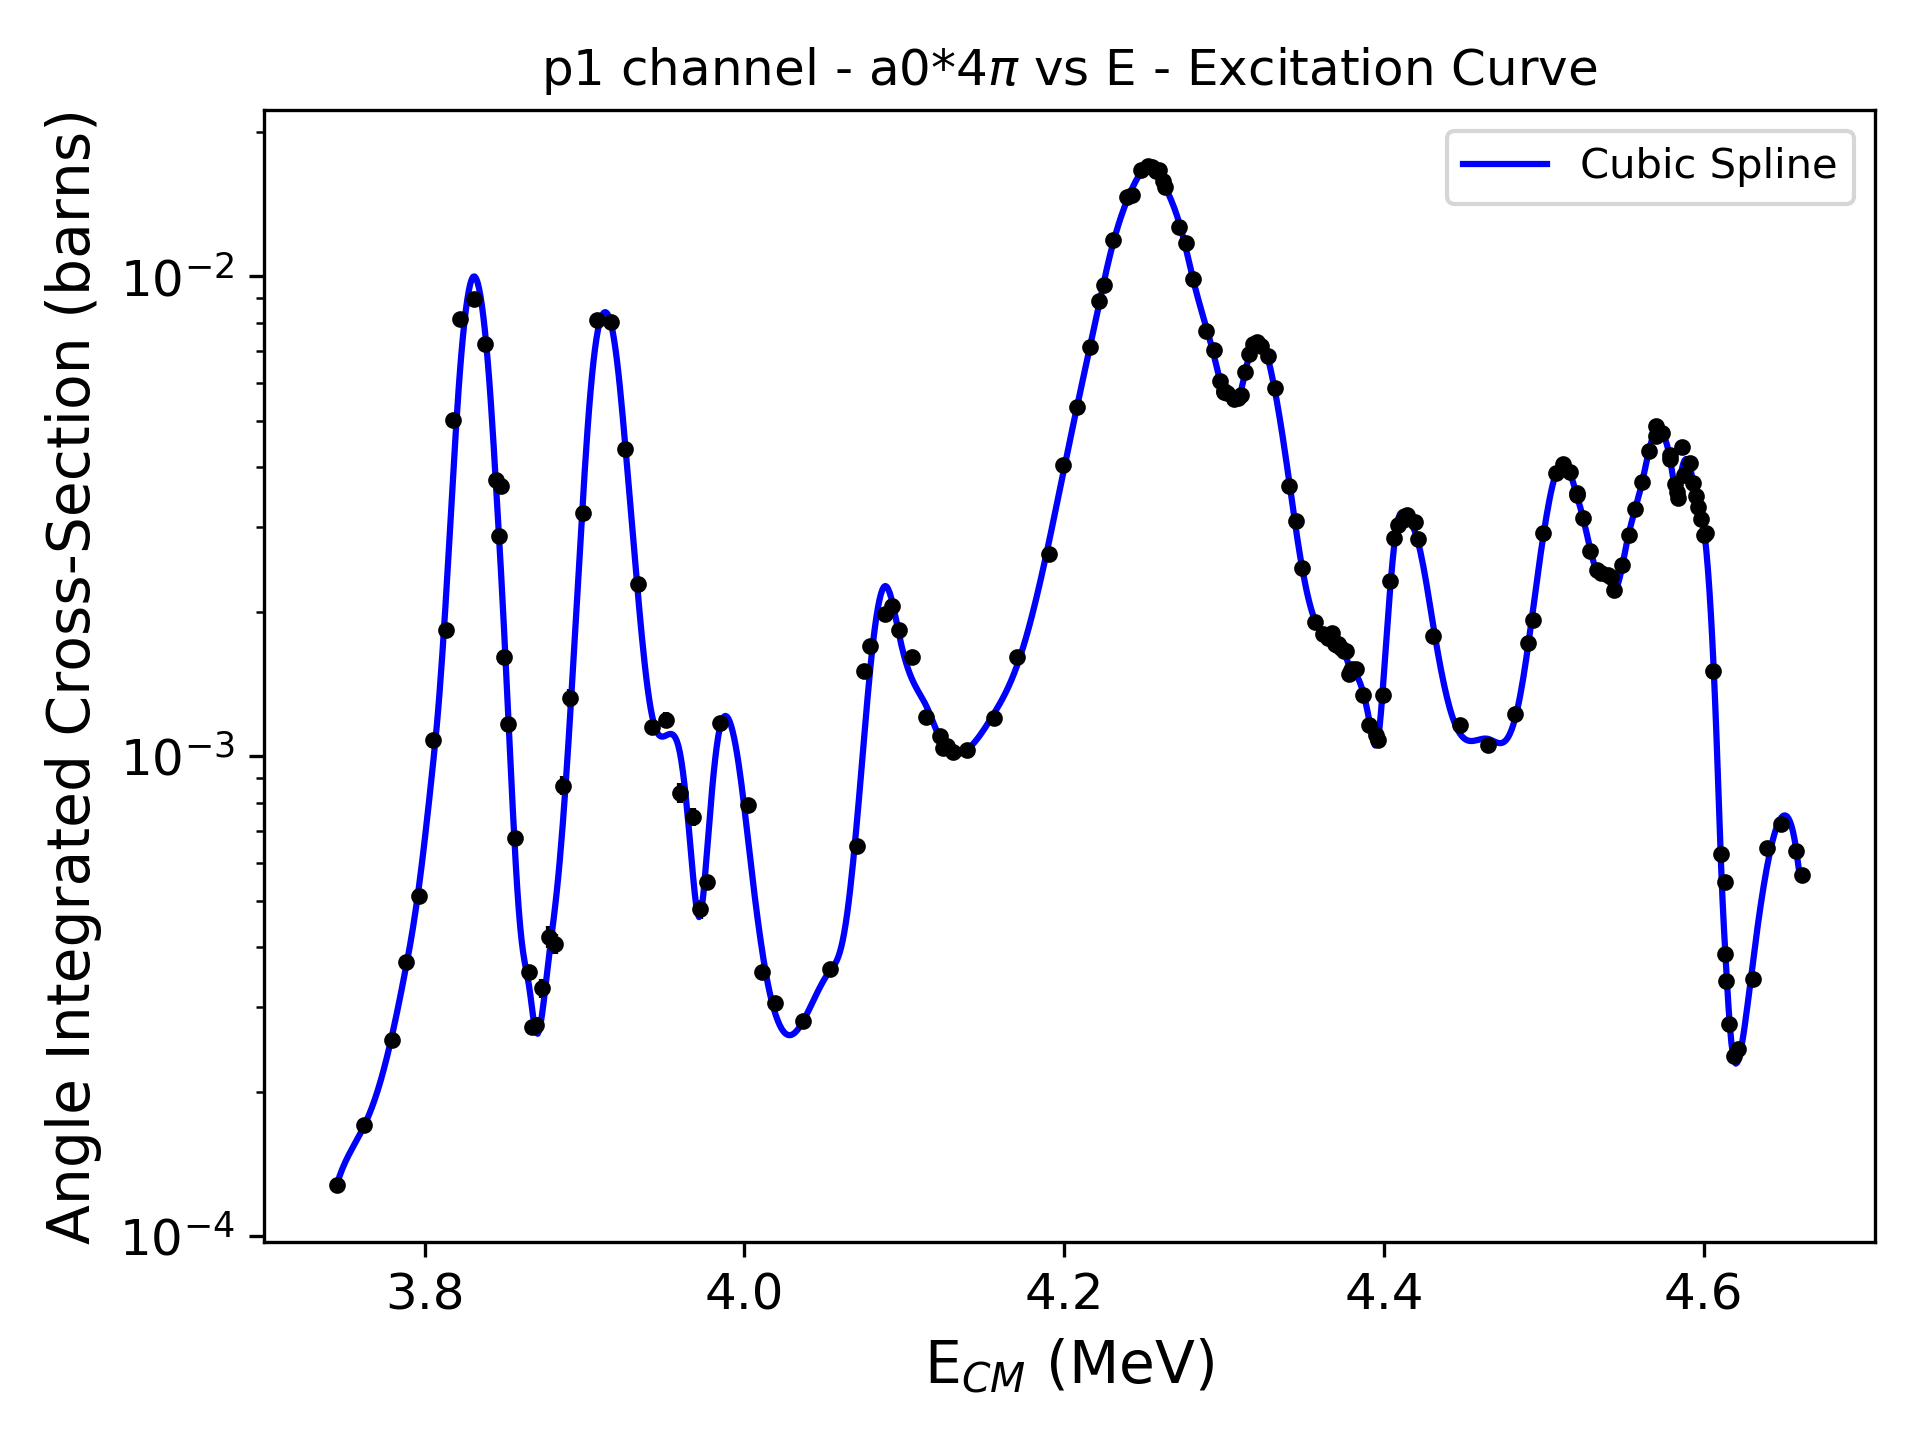 p1 channel - a0*4π vs E - Excitation Curve
Cubic Spline
Angle Integrated Cross-Section (barns)
10⁻²
10⁻³
10⁻⁴
3.8 4.0 4.2 4.4 4.6
E_CM (MeV)